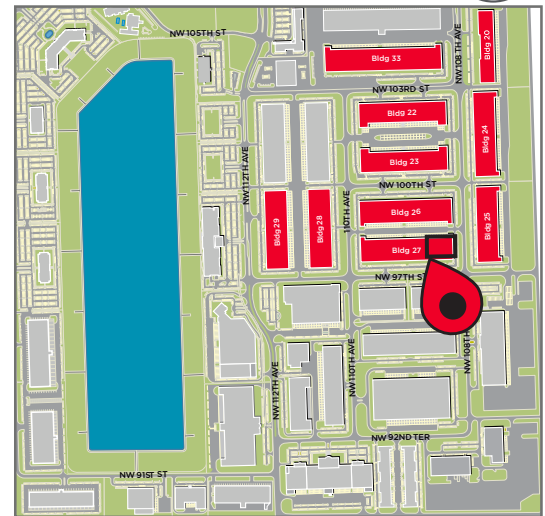 NW 105TH ST
Bldg 33
NW 108TH AVE
Bldg 20
NW 103RD ST
Bldg 22
Bldg 24
Bldg 23
NW 112TH AVE
NW 100TH ST
110TH AVE
Bldg 29
Bldg 28
Bldg 26
Bldg 25
Bldg 27
NW 97TH ST
NW 108TH
NW 112TH AVE
NW 110TH AVE
NW 92ND TER
NW 91ST ST